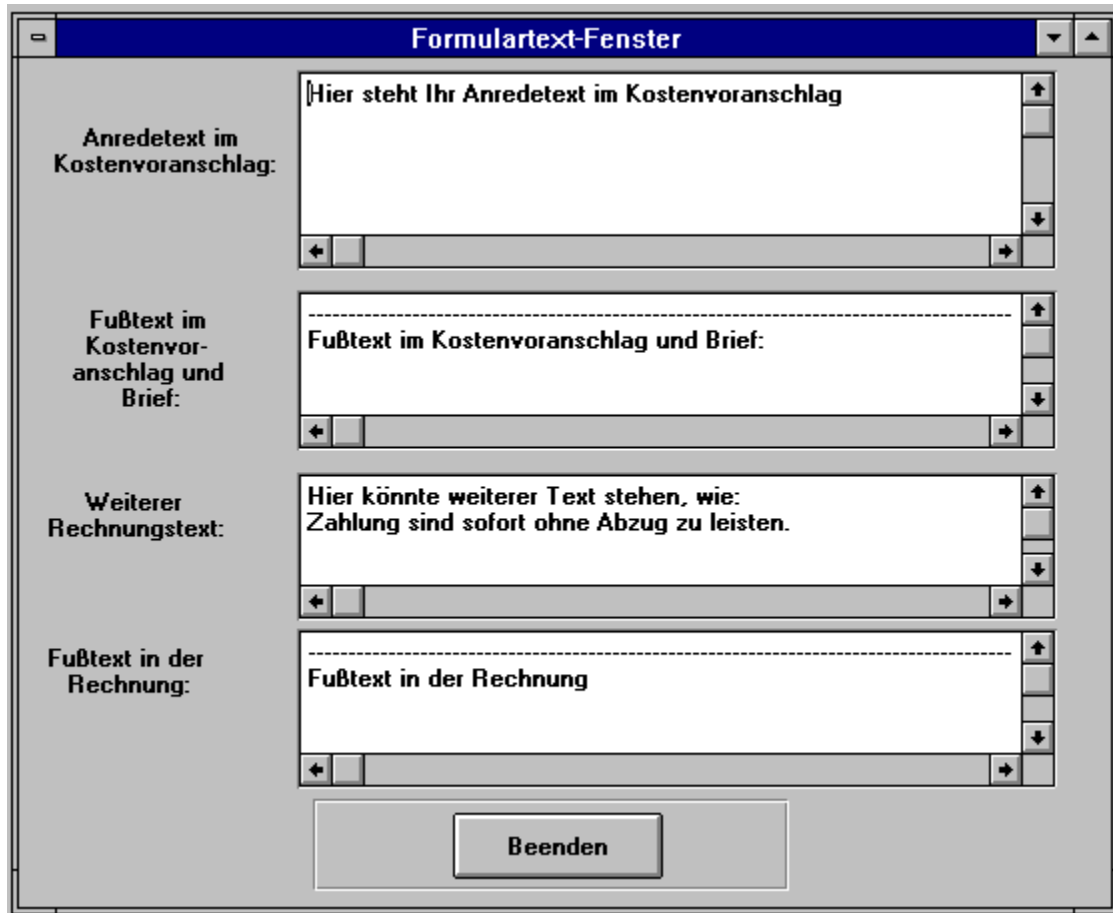 Formulartext-Fenster
Anredetext im
Kostenvoranschlag:
Hier steht Ihr Anredetext im Kostenvoranschlag
Fußtext im
Kostenvor-
anschlag und
Brief:
--------------------------------------------------------------------------------
Fußtext im Kostenvoranschlag und Brief:
Weiterer
Rechnungstext:
Hier könnte weiterer Text stehen, wie:
Zahlung sind sofort ohne Abzug zu leisten.
Fußtext in der
Rechnung:
--------------------------------------------------------------------------------
Fußtext in der Rechnung
Beenden